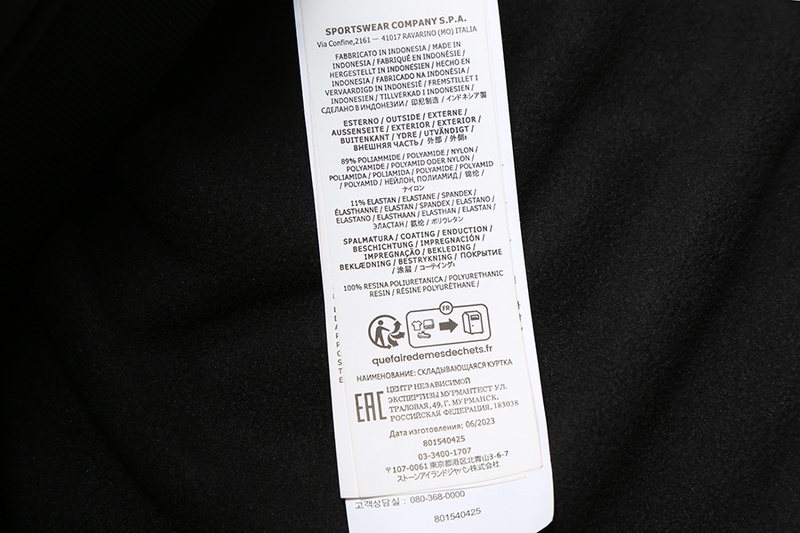 SPORTSWEAR COMPANY S.P.A.
Via Confine,2161 — 41017 RAVARINO (MO) ITALIA
FABBRICATO IN INDONESIA / MADE IN
INDONESIA / FABRIQUÉ EN INDONÉSIE /
HERGESTELLT IN INDONESIEN / HECHO EN
INDONESIA / FABRICADO NA INDONÉSIA /
VERVAARDIGD IN INDONESIË / FREMSTILLET I
INDONESIEN / TILLVERKAD I INDONESIEN /
СДЕЛАНО В ИНДОНЕЗИИ / 印尼制造 / インドネシア製
ESTERNO / OUTSIDE / EXTERNE /
AUSSENSEITE / EXTERIOR / EXTERIOR /
BUITENKANT / YDRE / UTVÄNDIGT /
ВНЕШНЯЯ ЧАСТЬ / 外部 / 外側:
89% POLIAMMIDE / POLYAMIDE / NYLON /
POLYAMIDE / POLYAMID ODER NYLON /
POLIAMIDA / POLIAMIDA / POLYAMIDE / POLYAMID
/ POLYAMID / НЕЙЛОН, ПОЛИАМИД / 锦纶 /
ナイロン
11% ELASTAN / ELASTANE / SPANDEX /
ÉLASTHANNE / ELASTAN / SPANDEX / ELASTANO /
ELASTANO / ELASTHAAN / ELASTHAN / ELASTAN /
ЭЛАСТАН / 氨纶 / ポリウレタン
SPALMATURA / COATING / ENDUCTION /
BESCHICHTUNG / IMPREGNACIÓN /
IMPREGNAÇÃO / BEKLEDING /
BEKLÆDNING / BESTRYKNING / ПОКРЫТИЕ
/ 涂层 / コーティング:
100% RESINA POLIURETANICA / POLYURETHANIC
RESIN / RÉSINE POLYURÉTHANE /
FR
quefairedemesdechets.fr
НАИМЕНОВАНИЕ: СКЛАДЫВАЮЩАЯСЯ КУРТКА
EAC
ЦЕНТР НЕЗАВИСИМОЙ
ЭКСПЕРТИЗЫ МУРМАНТЕСТ УЛ.
ТРАЛОВАЯ,49, Г. МУРМАНСК,
РОССИЙСКАЯ ФЕДЕРАЦИЯ, 183038
Дата изготовления: 06/2023
801540425
03-3400-1707
〒107-0061 東京都港区北青山3-6-7
ストーンアイランドジャパン株式会社
고객상담실 : 080-368-0000
801540425